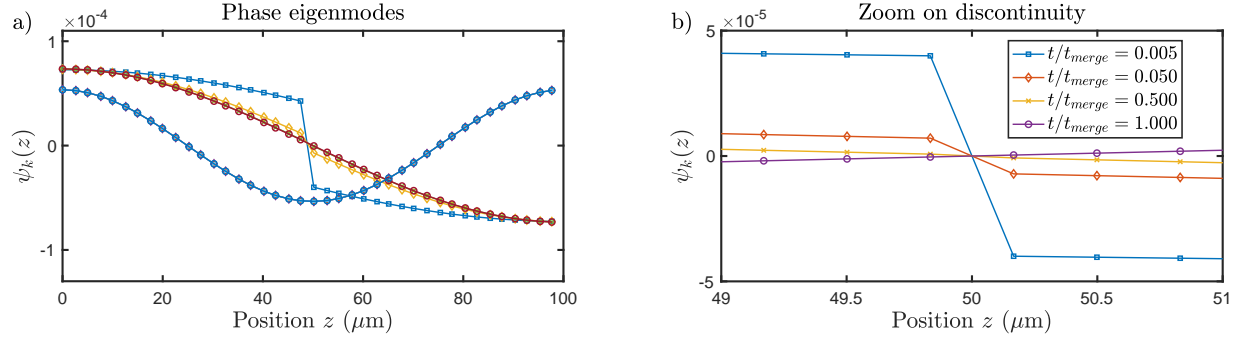 a)
Phase eigenmodes
×10⁻⁴
1
0
-1
ψₖ(z)
0 20 40 60 80 100
Position z (μm)
b)
Zoom on discontinuity
×10⁻⁵
5
0
-5
ψₖ(z)
t/tₘₑᵣgₑ = 0.005
t/tₘₑᵣgₑ = 0.050
t/tₘₑᵣgₑ = 0.500
t/tₘₑᵣgₑ = 1.000
49 49.5 50 50.5 51
Position z (μm)